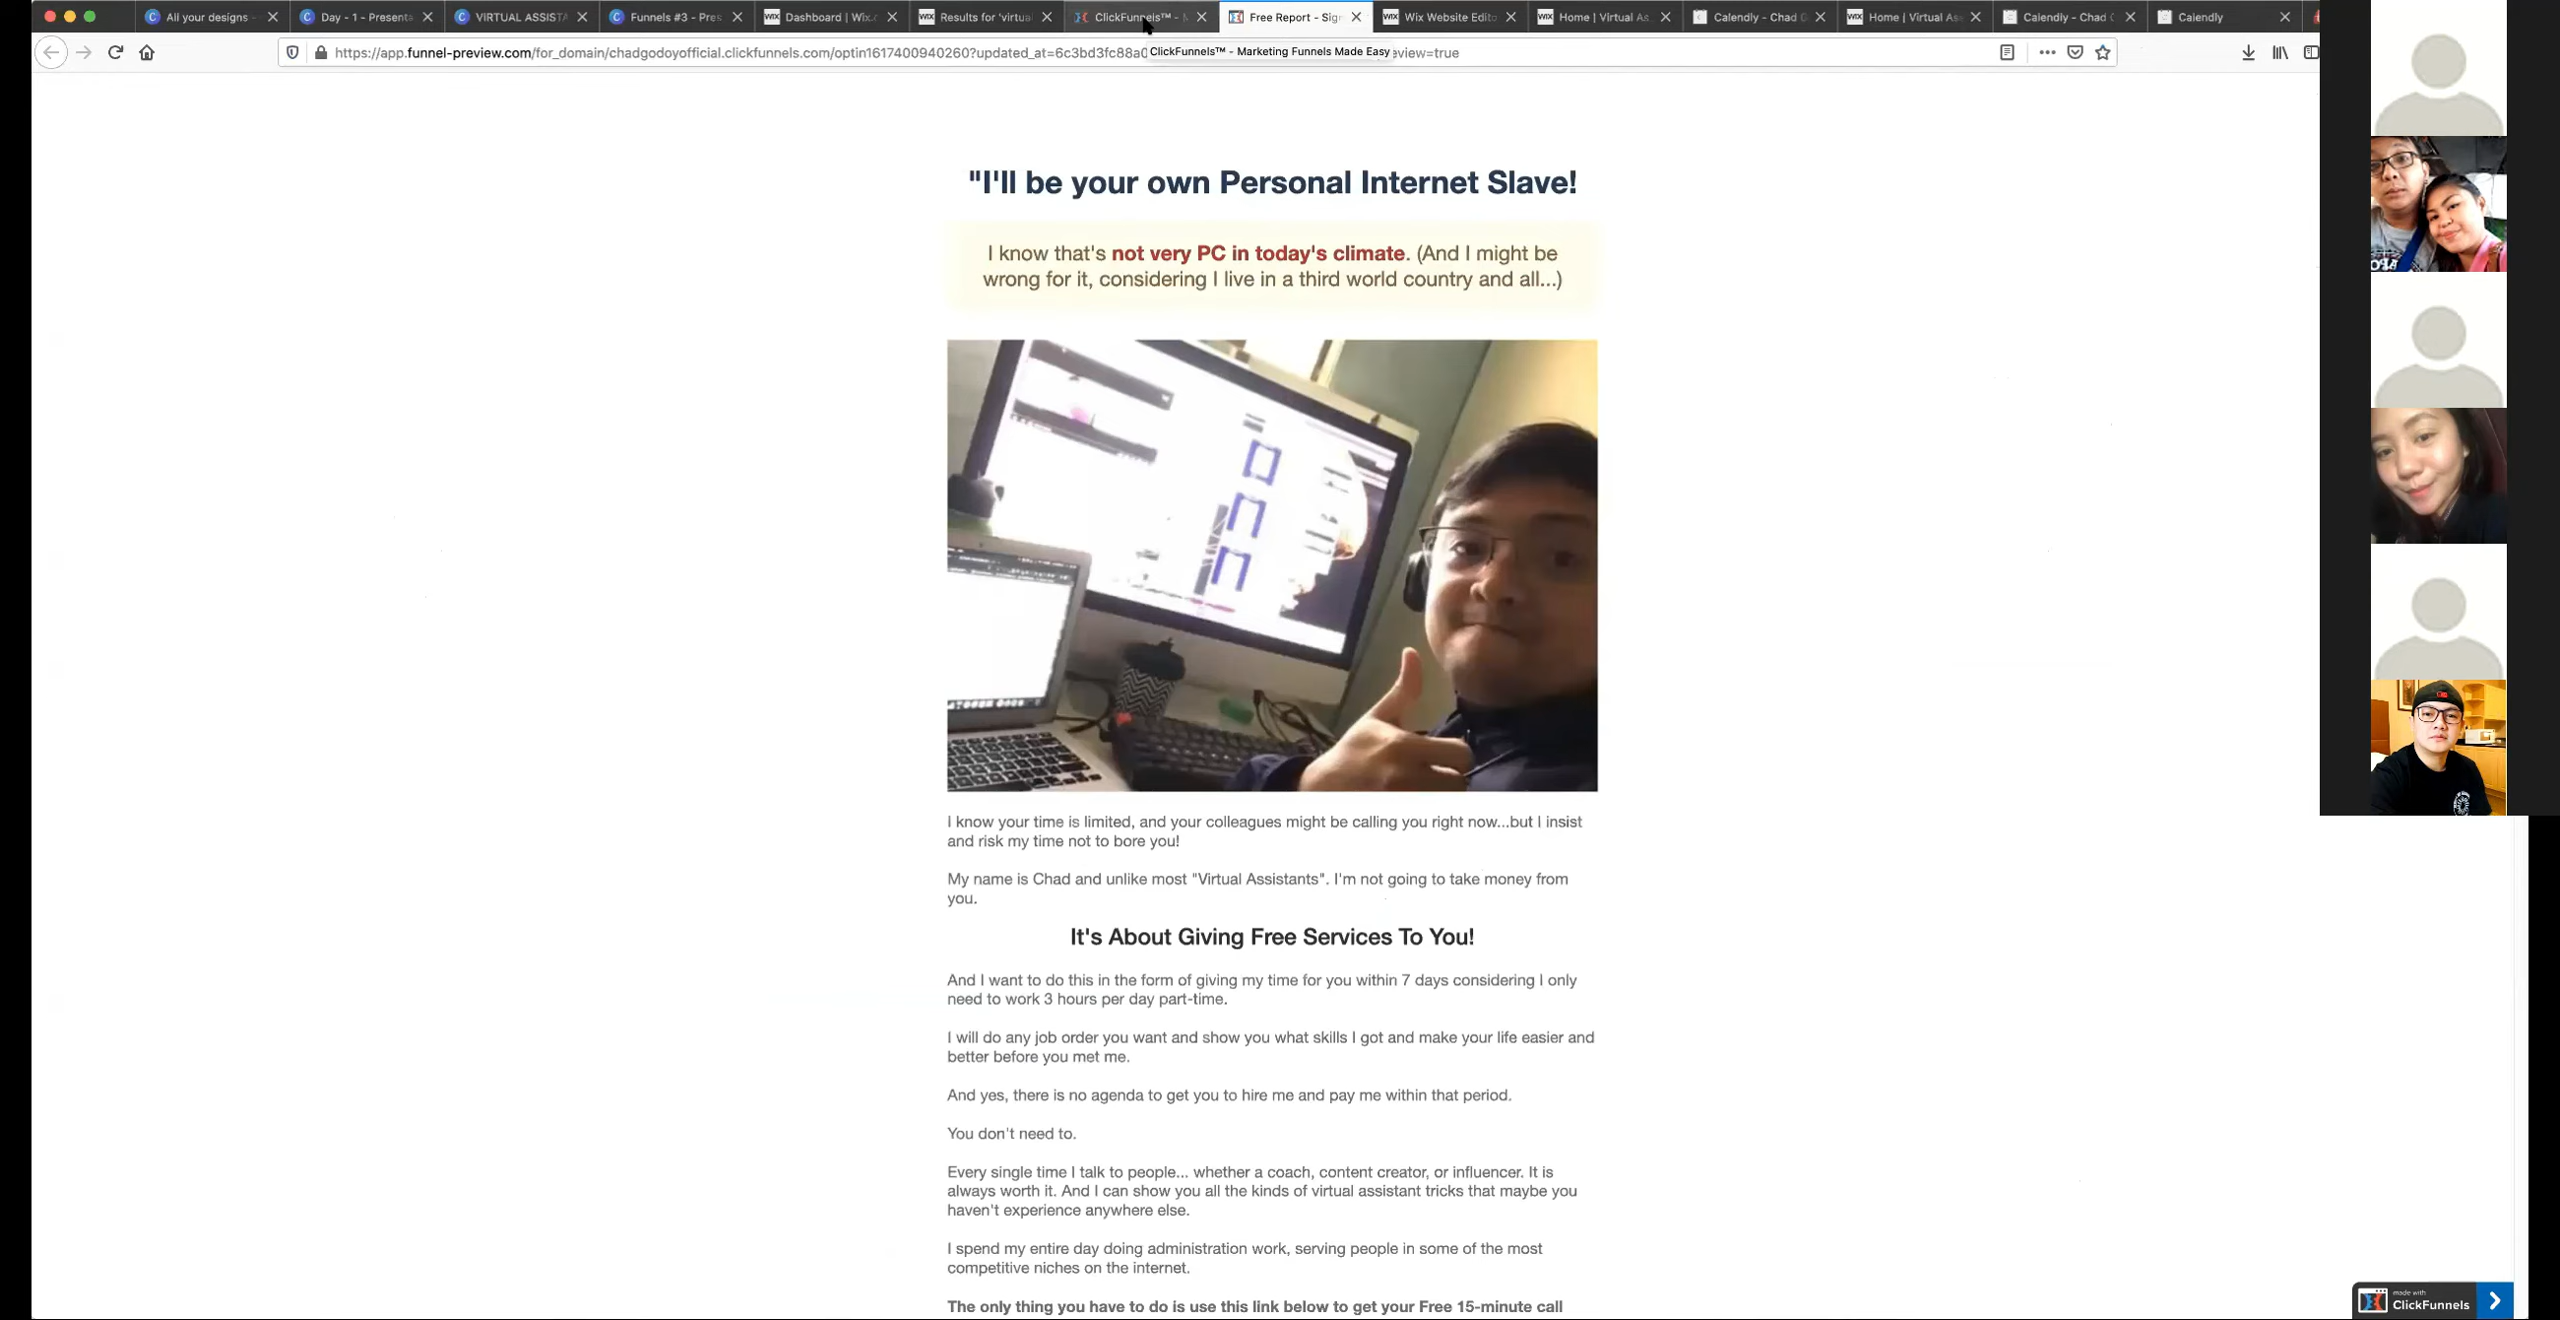 All your designs -
Day - 1 - Presenta
VIRTUAL ASSISTA
Funnels #3 - Pres
Dashboard | Wix.c
Results for 'virtua
ClickFunnels™ -
Free Report - Sign
Wix Website Edito
Home | Virtual As
Calendly - Chad G
Home | Virtual As
Calendly - Chad
Calendly
https://app.funnel-preview.com/for_domain/chadgodoyofficial.clickfunnels.com/optin1617400940260?updated_at=6c3bd3fc88a0
ClickFunnels™ - Marketing Funnels Made Easy
eview=true
"I'll be your own Personal Internet Slave!
I know that's not very PC in today's climate. (And I might be
wrong for it, considering I live in a third world country and all...)
I know your time is limited, and your colleagues might be calling you right now...but I insist
and risk my time not to bore you!
My name is Chad and unlike most "Virtual Assistants". I'm not going to take money from
you.
It's About Giving Free Services To You!
And I want to do this in the form of giving my time for you within 7 days considering I only
need to work 3 hours per day part-time.
I will do any job order you want and show you what skills I got and make your life easier and
better before you met me.
And yes, there is no agenda to get you to hire me and pay me within that period.
You don't need to.
Every single time I talk to people... whether a coach, content creator, or influencer. It is
always worth it. And I can show you all the kinds of virtual assistant tricks that maybe you
haven't experience anywhere else.
I spend my entire day doing administration work, serving people in some of the most
competitive niches on the internet.
The only thing you have to do is use this link below to get your Free 15-minute call
made with
ClickFunnels